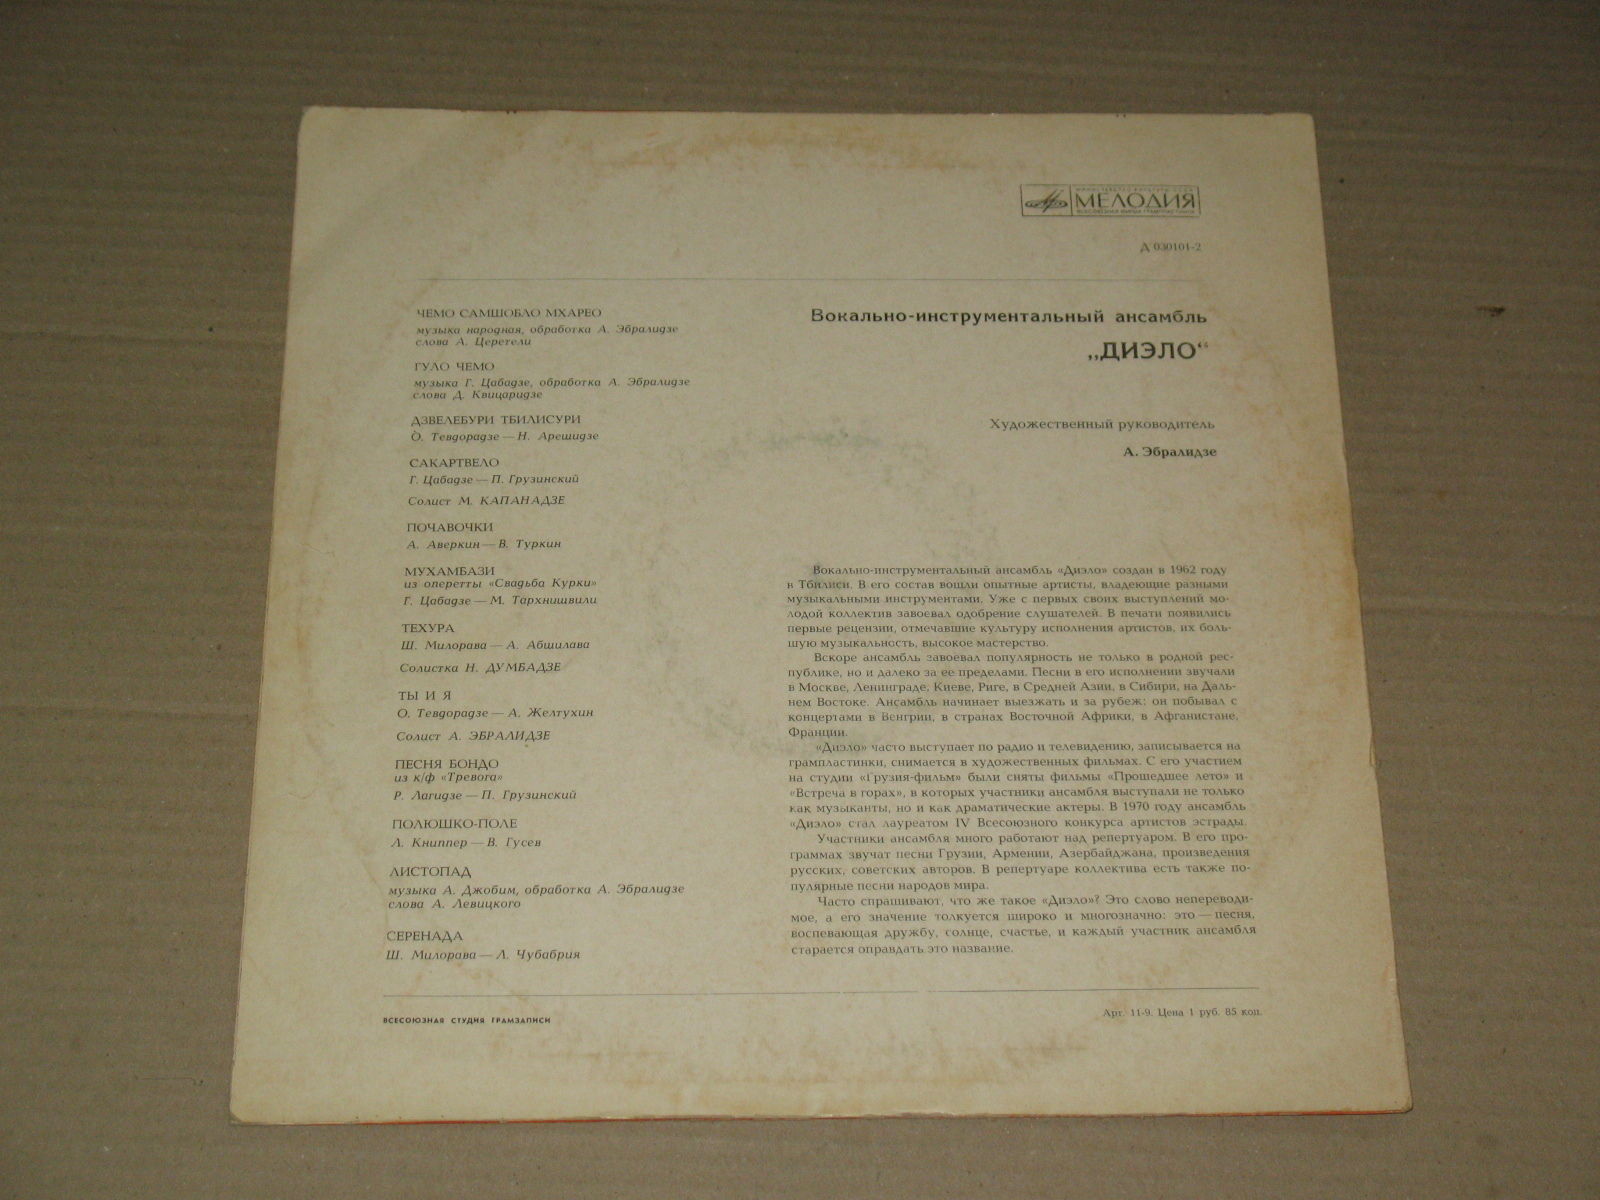 МИНИСТЕРСТВО КУЛЬТУРЫ СССР
МЕЛОДИЯ
ВСЕСОЮЗНАЯ ФИРМА ГРАМПЛАСТИНОК
Д 030101-2
ЧЕМО САМШОБЛО МХАРЕО
музыка народная, обработка А. Эбралидзе
слова А. Церетели
ГУЛО ЧЕМО
музыка Г. Цабадзе, обработка А. Эбралидзе
слова Д. Квицаридзе
ДЗВЕЛЕБУРИ ТБИЛИСУРИ
О. Тевдорадзе — Н. Арешидзе
САКАРТВЕЛО
Г. Цабадзе — П. Грузинский
Солист М. КАПАНАДЗЕ
ПОЧАВОЧКИ
А. Аверкин — В. Туркин
МУХАМБАЗИ
из оперетты «Свадьба Курки»
Г. Цабадзе — М. Тархнишвили
ТЕХУРА
Ш. Милорава — А. Абшилава
Солистка Н. ДУМБАДЗЕ
ТЫ И Я
О. Тевдорадзе — А. Желтухин
Солист А. ЭБРАЛИДЗЕ
ПЕСНЯ БОНДО
из к/ф «Тревога»
Р. Лагидзе — П. Грузинский
ПОЛЮШКО-ПОЛЕ
Л. Книппер — В. Гусев
ЛИСТОПАД
музыка А. Джобим, обработка А. Эбралидзе
слова А. Левицкого
СЕРЕНАДА
Ш. Милорава — Л. Чубабрия
Вокально-инструментальный ансамбль
„ДИЭЛО“
Художественный руководитель
А. Эбралидзе
Вокально-инструментальный ансамбль «Диэло» создан в 1962 году
в Тбилиси. В его состав вошли опытные артисты, владеющие разными
музыкальными инструментами. Уже с первых своих выступлений мо-
лодой коллектив завоевал одобрение слушателей. В печати появились
первые рецензии, отмечавшие культуру исполнения артистов, их боль-
шую музыкальность, высокое мастерство.
Вскоре ансамбль завоевал популярность не только в родной рес-
публике, но и далеко за ее пределами. Песни в его исполнении звучали
в Москве, Ленинграде, Киеве, Риге, в Средней Азии, в Сибири, на Даль-
нем Востоке. Ансамбль начинает выезжать и за рубеж: он побывал с
концертами в Венгрии, в странах Восточной Африки, в Афганистане,
Франции.
«Диэло» часто выступает по радио и телевидению, записывается на
грампластинки, снимается в художественных фильмах. С его участием
на студии «Грузия-фильм» были сняты фильмы «Прошедшее лето» и
«Встреча в горах», в которых участники ансамбля выступали не только
как музыканты, но и как драматические актеры. В 1970 году ансамбль
«Диэло» стал лауреатом IV Всесоюзного конкурса артистов эстрады.
Участники ансамбля много работают над репертуаром. В его про-
граммах звучат песни Грузии, Армении, Азербайджана, произведения
русских, советских авторов. В репертуаре коллектива есть также по-
пулярные песни народов мира.
Часто спрашивают, что же такое «Диэло»? Это слово непереводи-
мое, а его значение толкуется широко и многозначно: это — песня,
воспевающая дружбу, солнце, счастье, и каждый участник ансамбля
старается оправдать это название.
ВСЕСОЮЗНАЯ СТУДИЯ ГРАМЗАПИСИ
Арт. 11-9. Цена 1 руб. 85 коп.